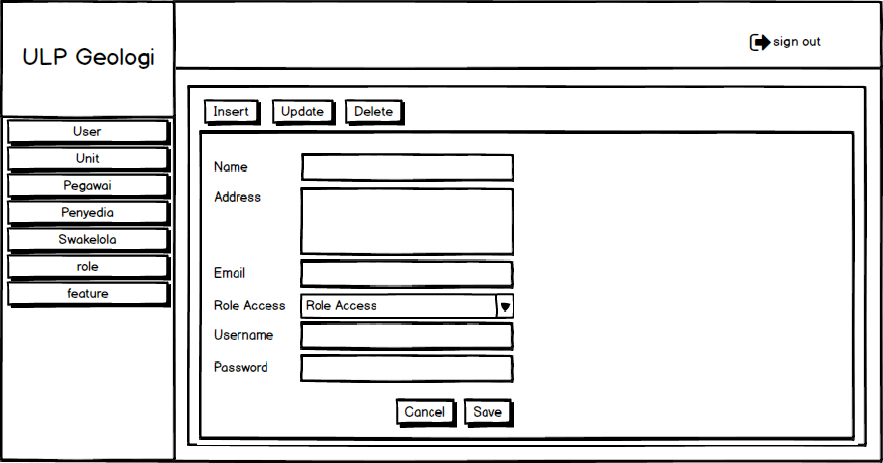 ULP Geologi
sign out
User
Unit
Pegawai
Penyedia
Swakelola
role
feature
Insert Update Delete
Name
Address
Email
Role Access Role Access
Username
Password
Cancel Save